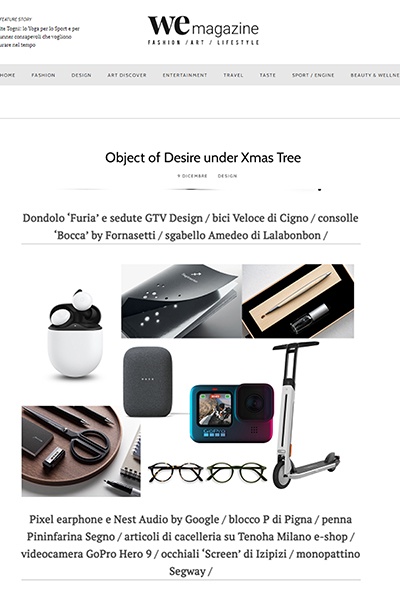 FEATURE STORY
ite Togni: lo Yoga per lo Sport e per
unner consapevoli che vogliono
urare nel tempo
we magazine
FASHION / ART / LIFESTYLE
HOME FASHION DESIGN ART DISCOVER ENTERTAINMENT TRAVEL TASTE SPORT / ENGINE BEAUTY & WELLNE
Object of Desire under Xmas Tree
9 DICEMBRE DESIGN
Dondolo ‘Furia’ e sedute GTV Design / bici Veloce di Cigno / consolle
‘Bocca’ by Fornasetti / sgabello Amedeo di Lalabonbon /
GoPro
Pixel earphone e Nest Audio by Google / blocco P di Pigna / penna
Pininfarina Segno / articoli di cacelleria su Tenoha Milano e-shop /
videocamera GoPro Hero 9 / occhiali ‘Screen’ di Izipizi / monopattino
Segway /